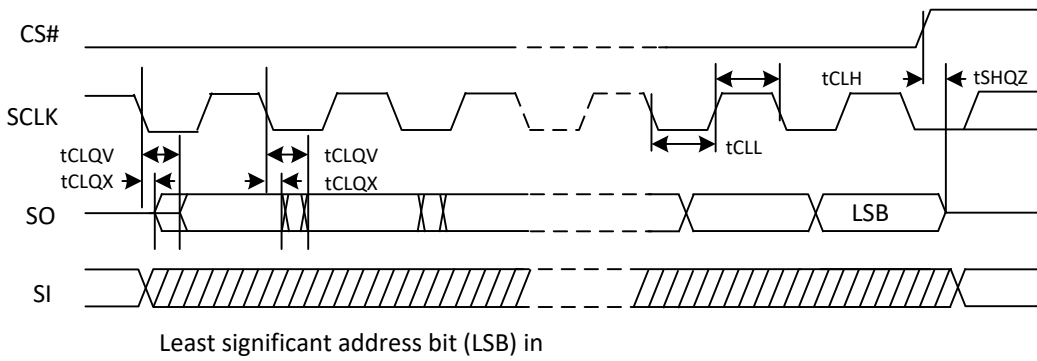 CS#
tCLH
tSHQZ
SCLK
tCLQV
tCLQV
tCLL
tCLQX
tCLQX
SO
LSB
SI
Least significant address bit (LSB) in